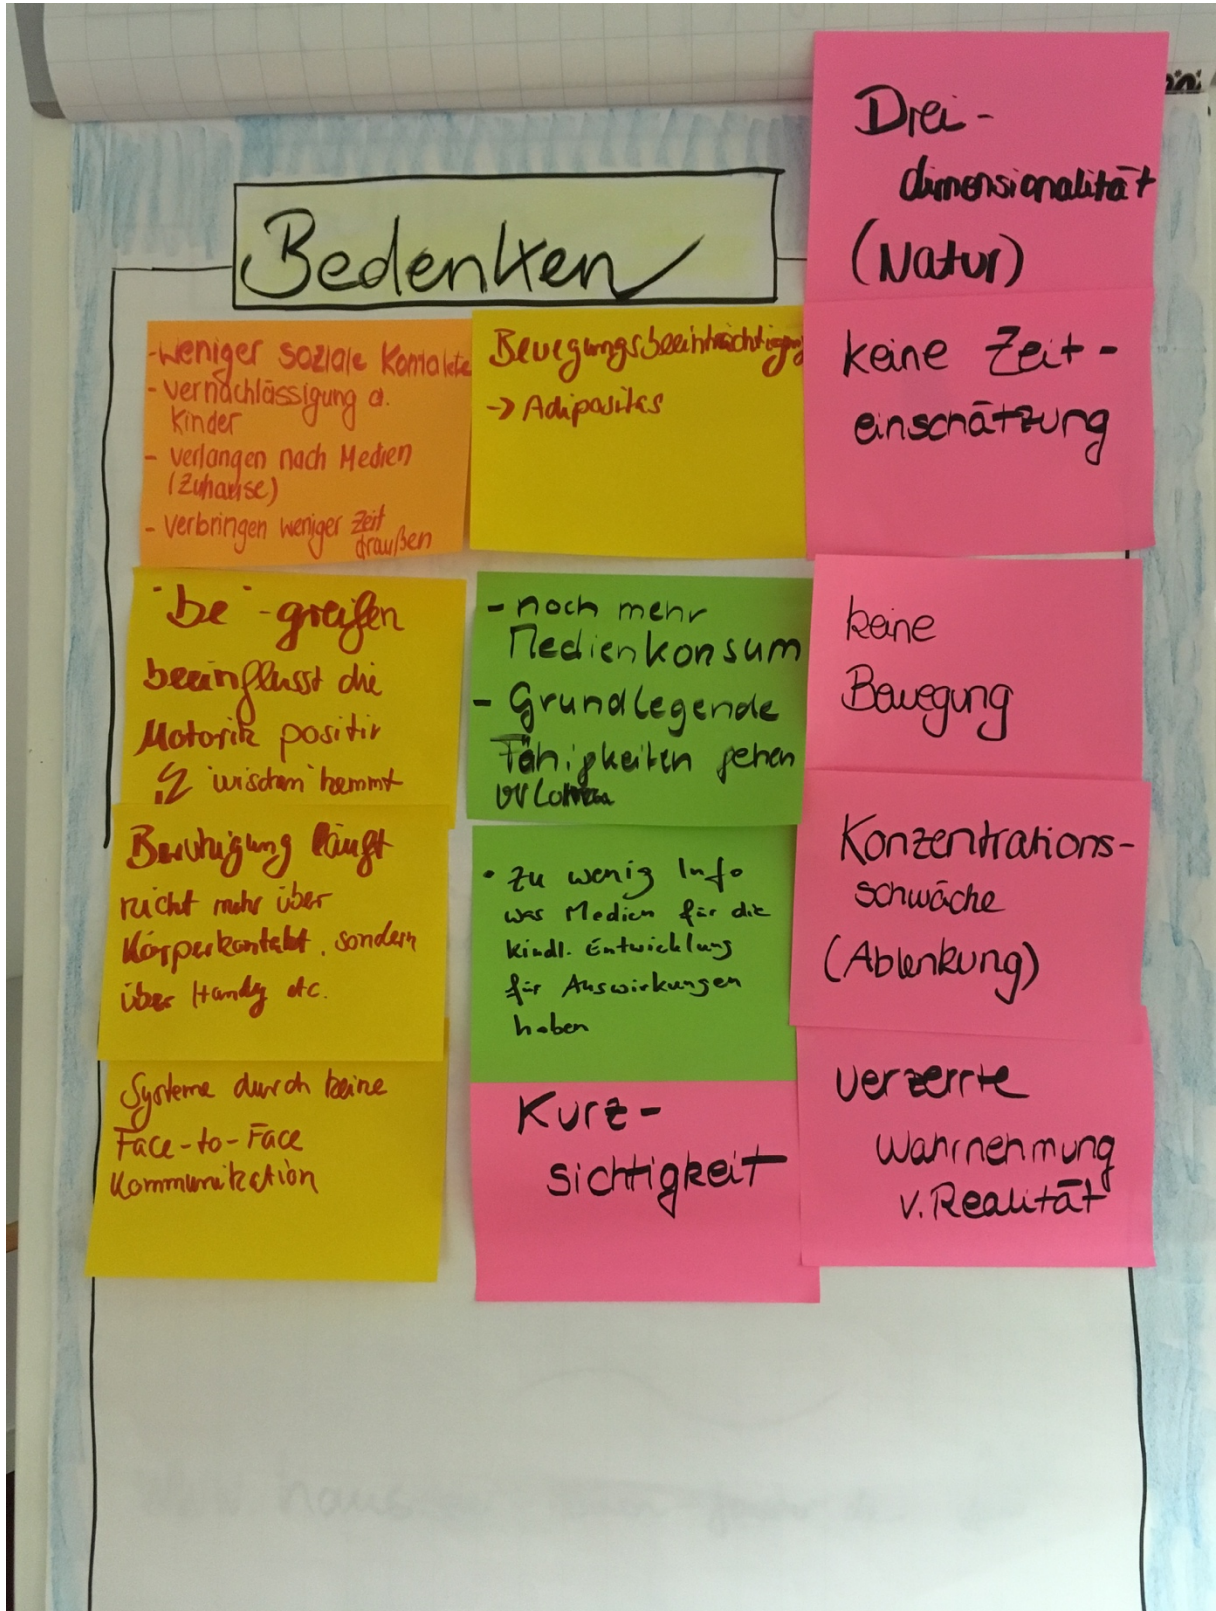 Bedenken
- weniger soziale Kontakte
- vernachlässigung d.
Kinder
- verlangen nach Medien
(Zuhause)
- verbringen weniger Zeit
draußen
"be"-greifen
beeinflusst die
Motorik positiv
"wischen" hemmt
Beruhigung läuft
nicht mehr über
Körperkontakt, sondern
über Handy etc.
Systeme durch keine
Face-to-Face
Kommunikation
Bewegungsbeeinträchtigung
-> Adipositas
- noch mehr
Medienkonsum
- Grundlegende
Fähigkeiten gehen
verloren
• zu wenig Info
was Medien für die
kindl. Entwicklung
für Auswirkungen
haben
Kurz-
sichtigkeit
Drei-
dimensionalität
(Natur)
keine Zeit-
einschätzung
keine
Bewegung
Konzentrations-
schwäche
(Ablenkung)
verzerrte
Wahrnehmung
v. Realität